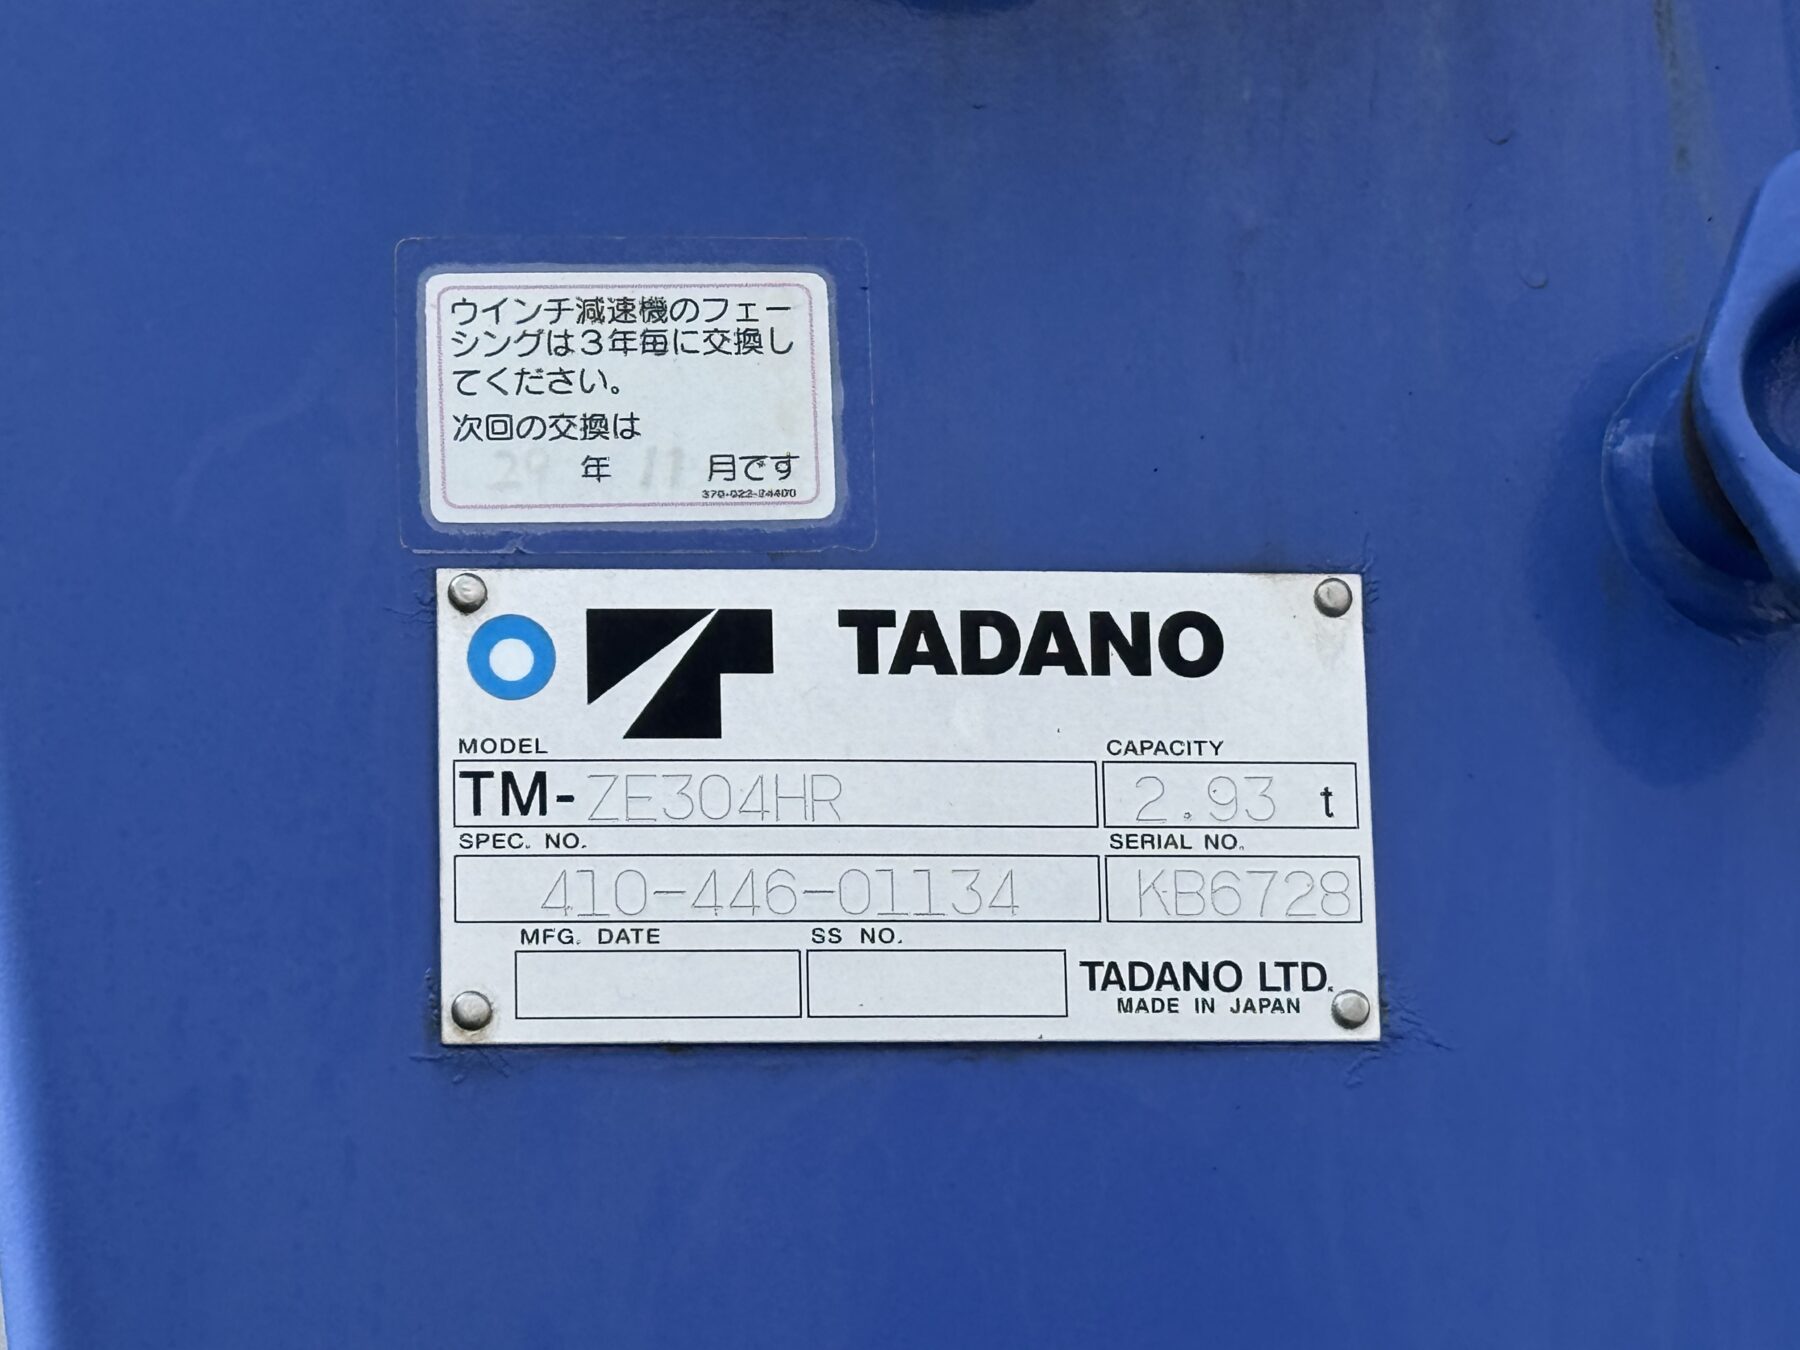 ウインチ減速機のフェー
シングは3年毎に交換し
てください。
次回の交換は
29 年 11 月です
370-022-04400
TADANO
MODEL CAPACITY
TM-ZE304HR 2.93 t
SPEC. NO. SERIAL NO.
410-446-01134 KB6728
MFG. DATE SS NO.
TADANO LTD.
MADE IN JAPAN